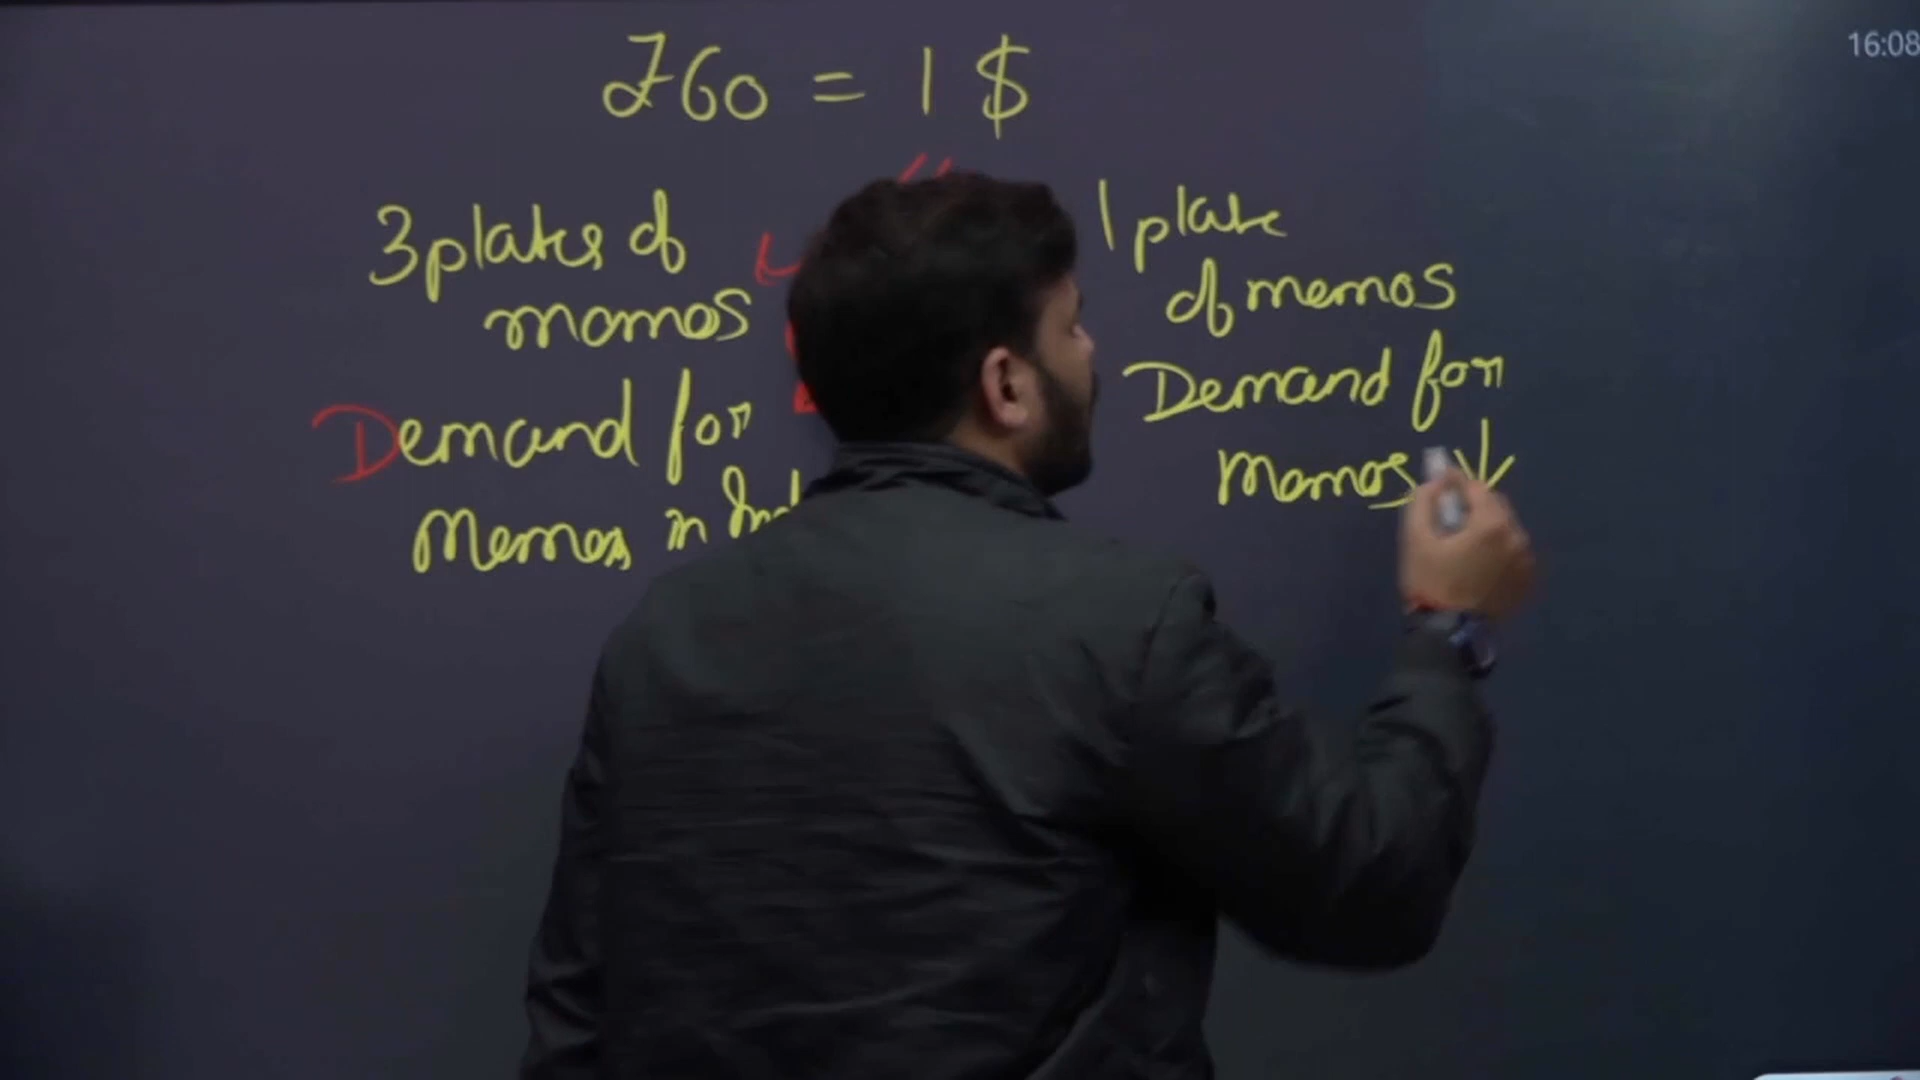 ₹60 = 1 $
16:08
3 plates of
momos
Demand for
Memos in
1 plate
of memos
Demand for
Momos ↓